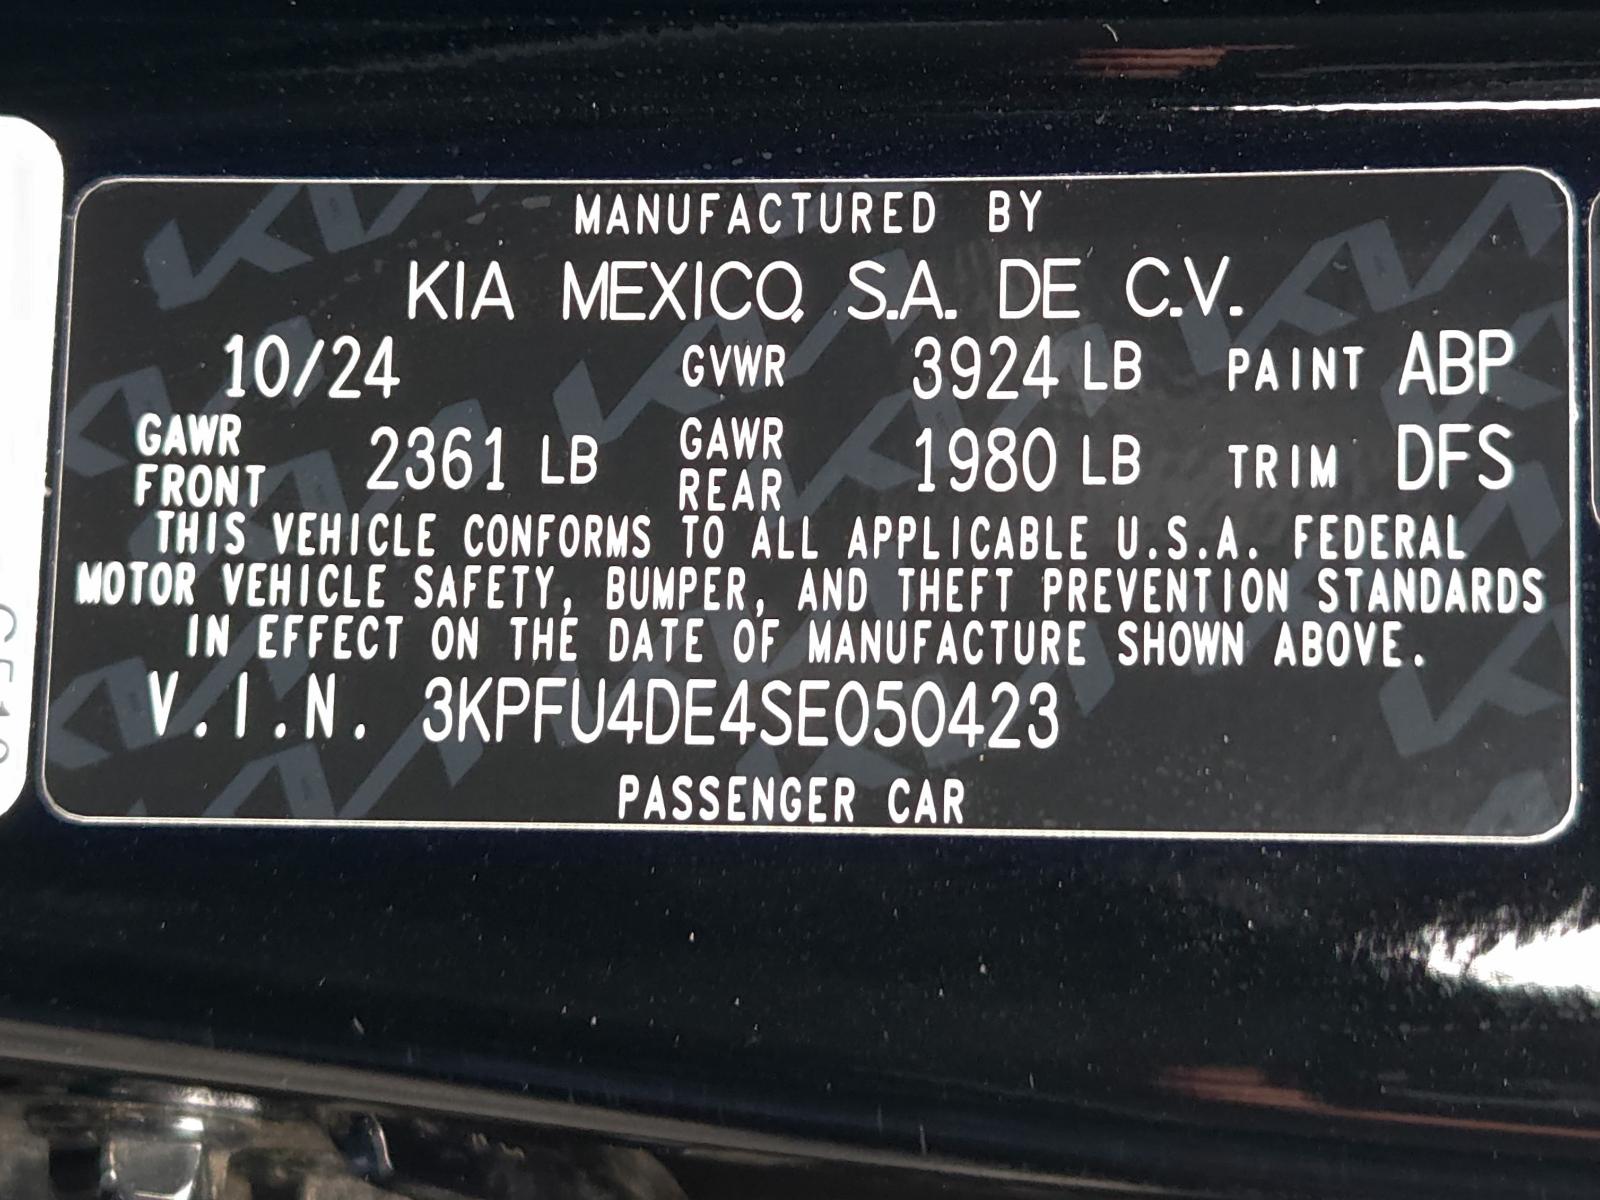 MANUFACTURED BY
KIA MEXICO, S.A. DE C.V.
10/24 GVWR 3924 LB PAINT ABP
GAWR FRONT 2361 LB GAWR REAR 1980 LB TRIM DFS
THIS VEHICLE CONFORMS TO ALL APPLICABLE U.S.A. FEDERAL
MOTOR VEHICLE SAFETY, BUMPER, AND THEFT PREVENTION STANDARDS
IN EFFECT ON THE DATE OF MANUFACTURE SHOWN ABOVE.
V.I.N. 3KPFU4DE4SE050423
PASSENGER CAR